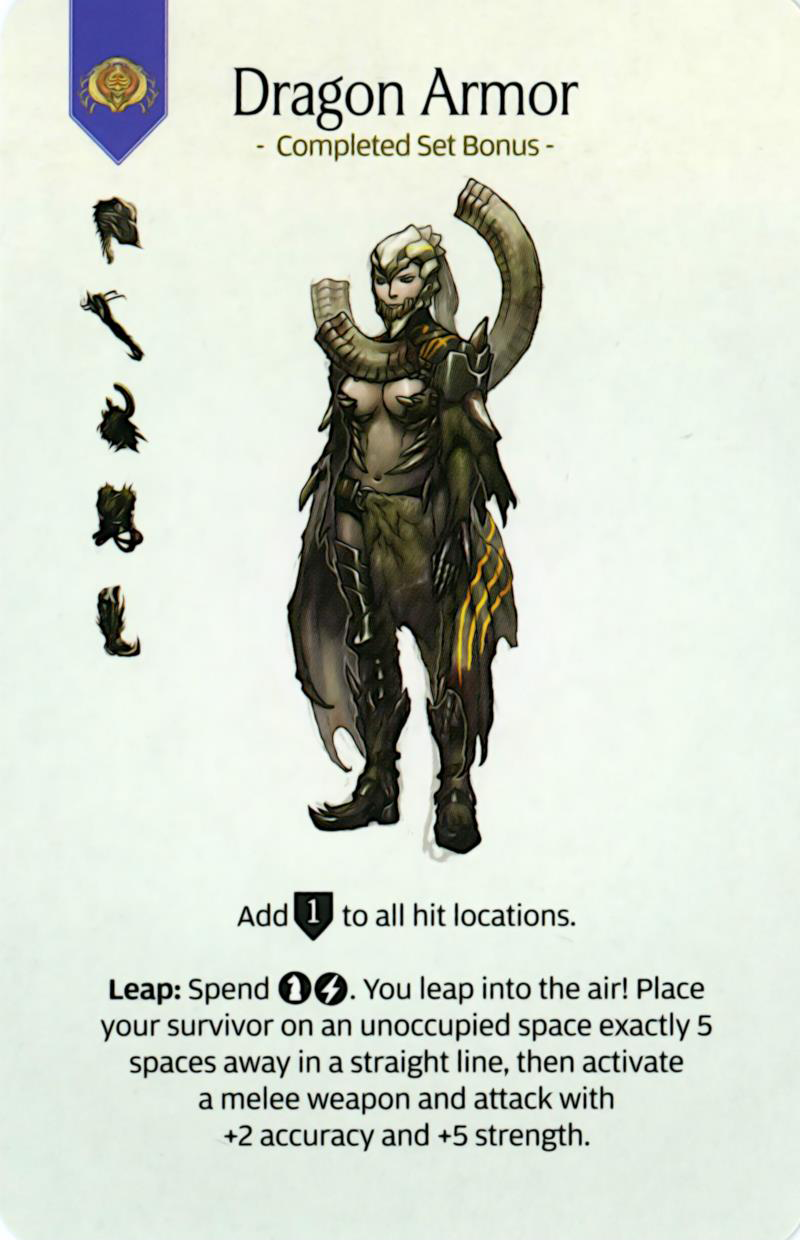 Dragon Armor
- Completed Set Bonus -
Add 1 to all hit locations.
Leap: Spend . You leap into the air! Place
your survivor on an unoccupied space exactly 5
spaces away in a straight line, then activate
a melee weapon and attack with
+2 accuracy and +5 strength.